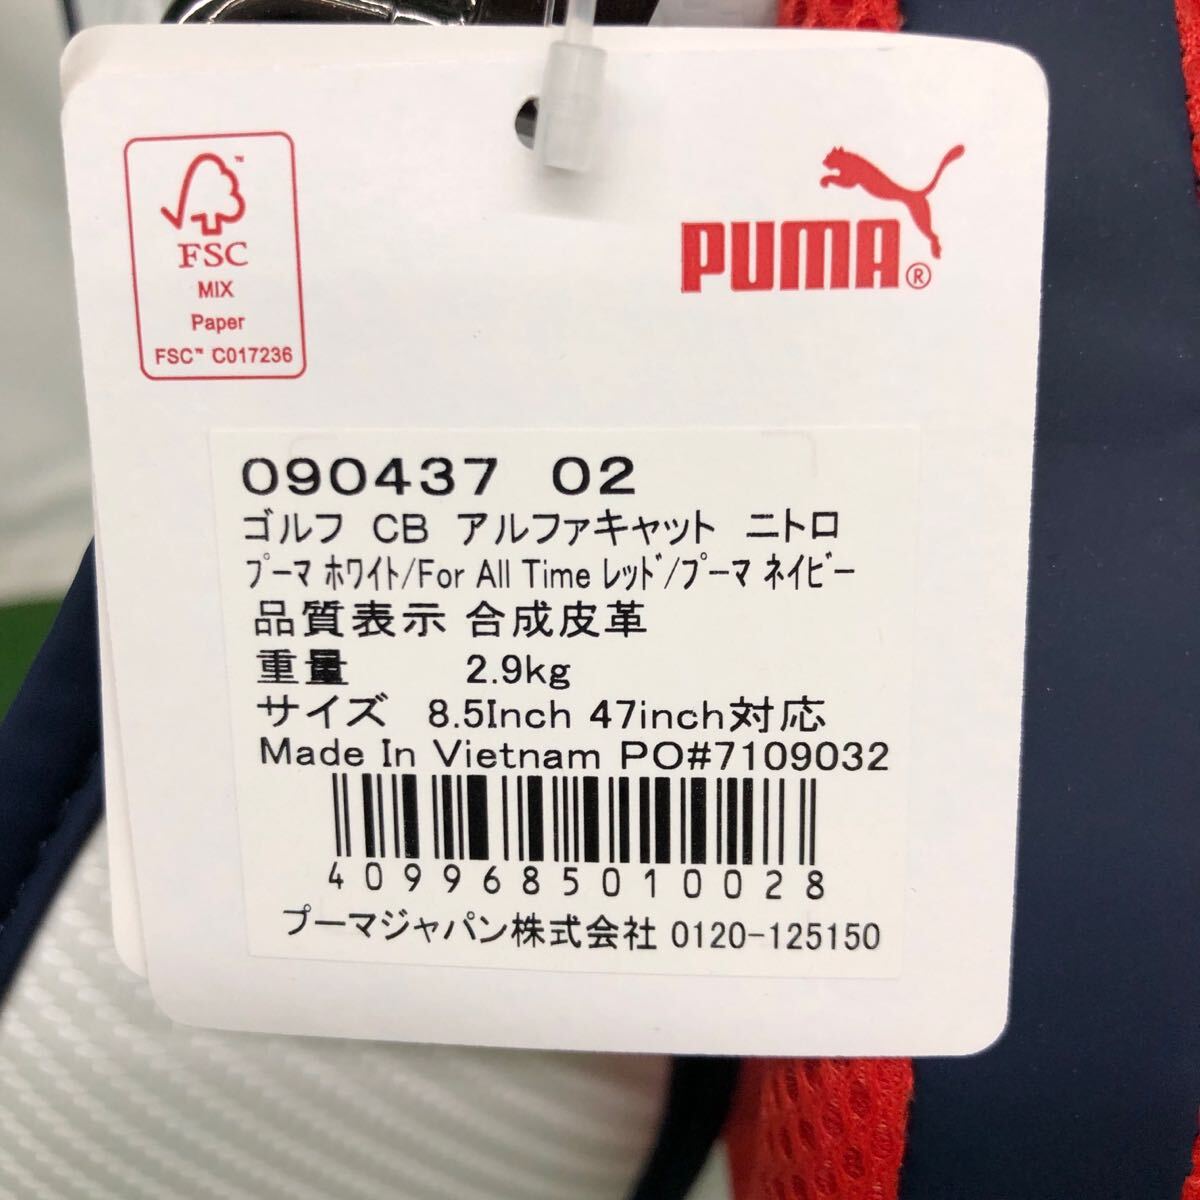 FSC
MIX
Paper
FSC™ C017236
PUMA®
090437 02
ゴルフ CB アルファキャット ニトロ
プーマ ホワイト/For All Time レッド/プーマ ネイビー
品質表示 合成皮革
重量 2.9kg
サイズ 8.5Inch 47inch対応
Made In Vietnam PO#7109032
4099685010028
プーマジャパン株式会社 0120-125150